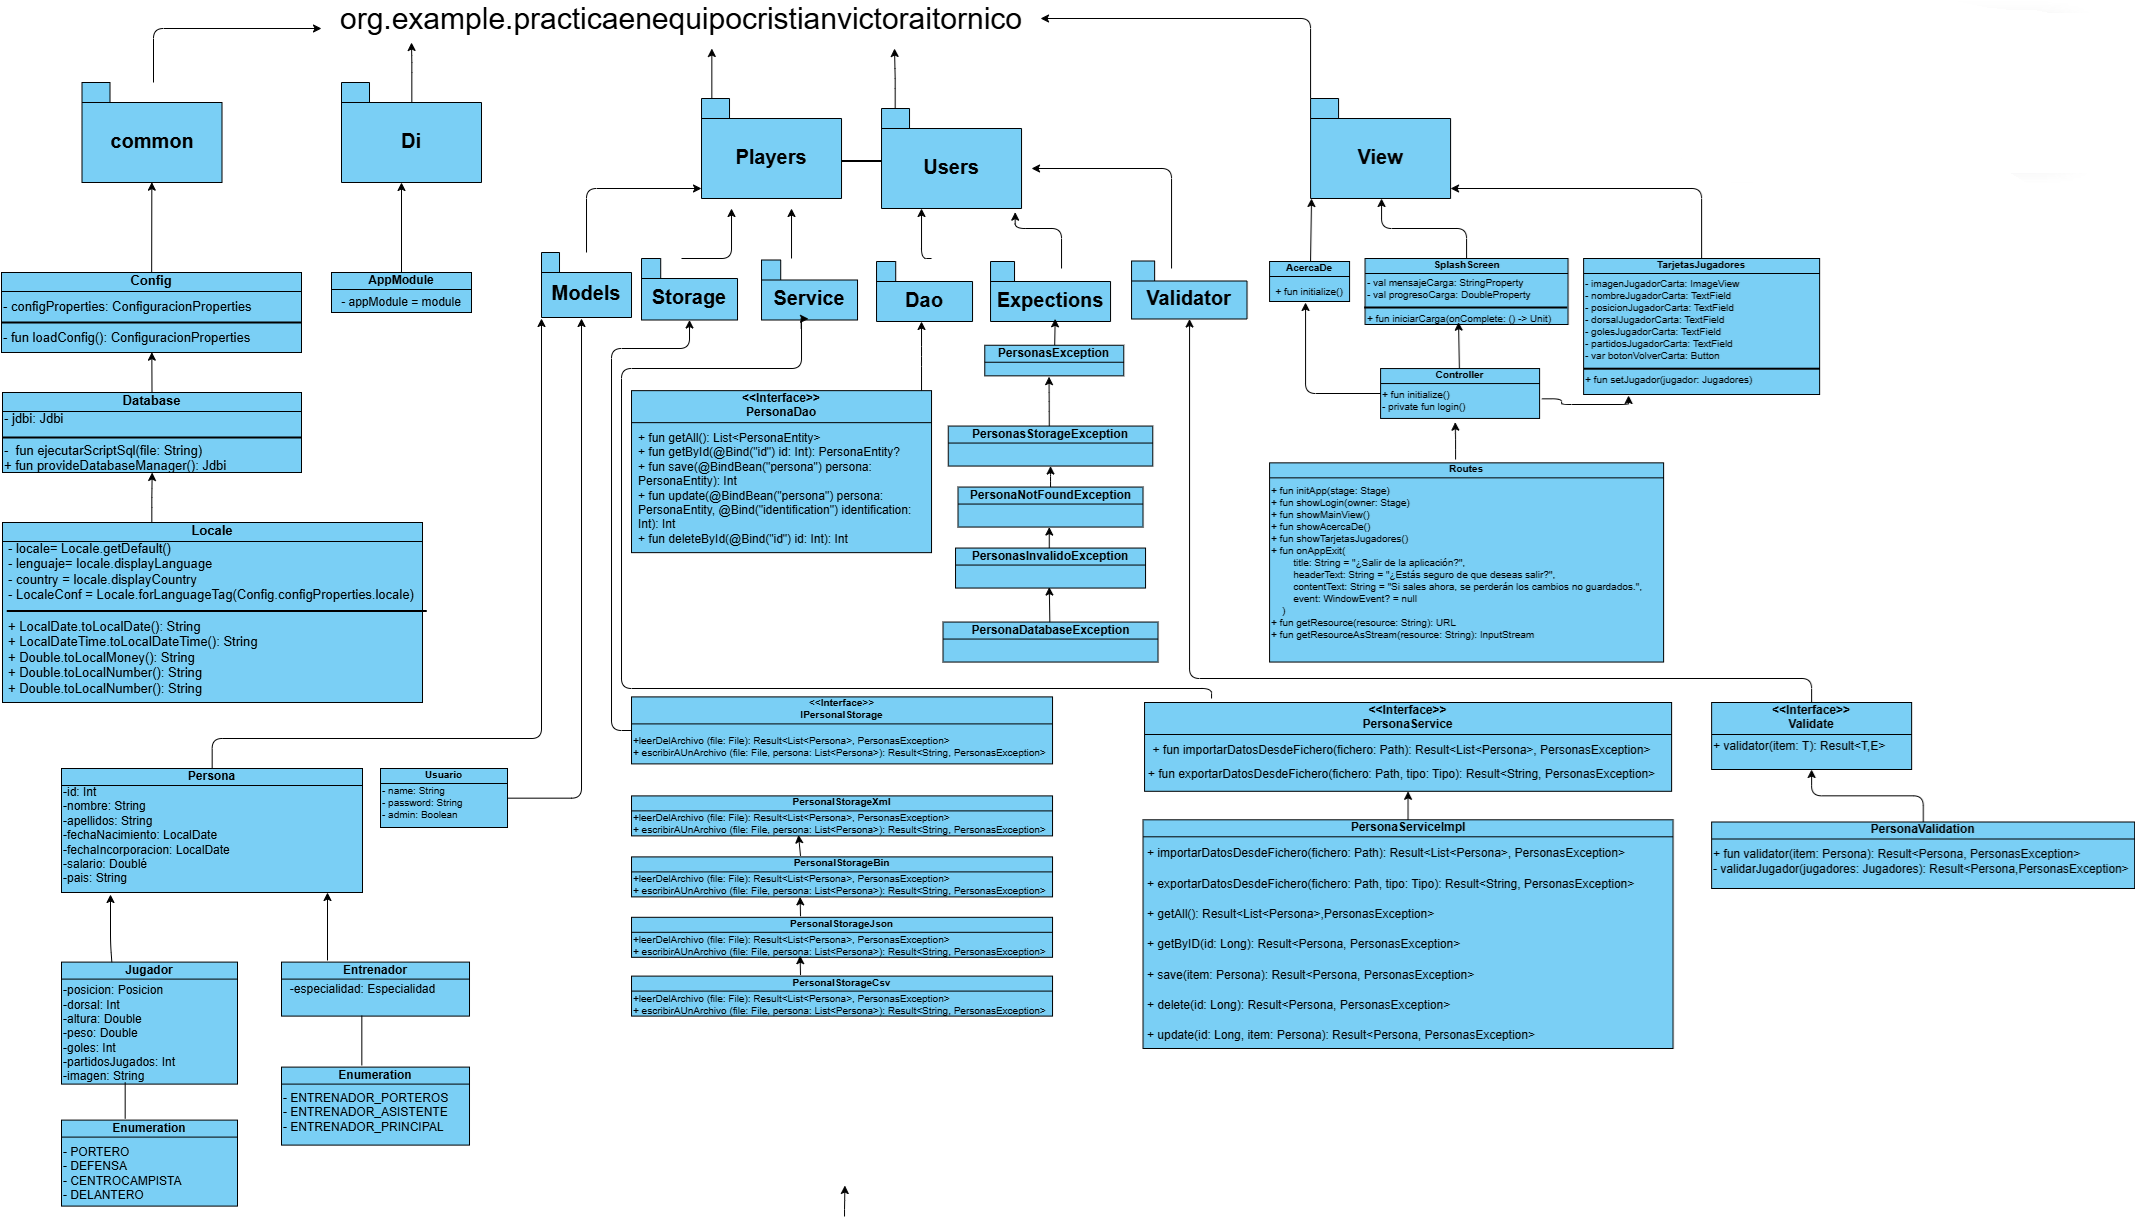 org.example.practicaenequipocristianvictoraitornico
common
Di
Players
Users
View
Config
- configProperties: ConfiguracionProperties
- fun loadConfig(): ConfiguracionProperties
AppModule
- appModule = module
Models
Storage
Service
Dao
Expections
Validator
AcercaDe
+ fun initialize()
SplashScreen
- val mensajeCarga: StringProperty
- val progresoCarga: DoubleProperty
+ fun iniciarCarga(onComplete: () -> Unit)
TarjetasJugadores
- imagenJugadorCarta: ImageView
- nombreJugadorCarta: TextField
- posicionJugadorCarta: TextField
- dorsalJugadorCarta: TextField
- golesJugadorCarta: TextField
- partidosJugadorCarta: TextField
- var botonVolverCarta: Button
+ fun setJugador(jugador: Jugadores)
Database
- jdbi: Jdbi
- fun ejecutarScriptSql(file: String)
+ fun provideDatabaseManager(): Jdbi
<<Interface>>
PersonaDao
+ fun getAll(): List<PersonaEntity>
+ fun getById(@Bind("id") id: Int): PersonaEntity?
+ fun save(@BindBean("persona") persona:
PersonaEntity): Int
+ fun update(@BindBean("persona") persona:
PersonaEntity, @Bind("identification") identification:
Int): Int
+ fun deleteById(@Bind("id") id: Int): Int
PersonasException
PersonasStorageException
PersonaNotFoundException
PersonasInvalidoException
PersonaDatabaseException
Controller
+ fun initialize()
- private fun login()
Routes
+ fun initApp(stage: Stage)
+ fun showLogin(owner: Stage)
+ fun showMainView()
+ fun showAcercaDe()
+ fun showTarjetasJugadores()
+ fun onAppExit(
title: String = "¿Salir de la aplicación?",
headerText: String = "¿Estás seguro de que deseas salir?",
contentText: String = "Si sales ahora, se perderán los cambios no guardados.",
event: WindowEvent? = null
)
+ fun getResource(resource: String): URL
+ fun getResourceAsStream(resource: String): InputStream
Locale
- locale= Locale.getDefault()
- lenguaje= locale.displayLanguage
- country = locale.displayCountry
- LocaleConf = Locale.forLanguageTag(Config.configProperties.locale)
+ LocalDate.toLocalDate(): String
+ LocalDateTime.toLocalDateTime(): String
+ Double.toLocalMoney(): String
+ Double.toLocalNumber(): String
+ Double.toLocalNumber(): String
<<Interface>>
IPersonalStorage
+leerDelArchivo (file: File): Result<List<Persona>, PersonasException>
+ escribirAUnArchivo (file: File, persona: List<Persona>): Result<String, PersonasException>
<<Interface>>
PersonaService
+ fun importarDatosDesdeFichero(fichero: Path): Result<List<Persona>, PersonasException>
+ fun exportarDatosDesdeFichero(fichero: Path, tipo: Tipo): Result<String, PersonasException>
<<Interface>>
Validate
+ validator(item: T): Result<T,E>
Persona
-id: Int
-nombre: String
-apellidos: String
-fechaNacimiento: LocalDate
-fechaIncorporacion: LocalDate
-salario: Doublé
-pais: String
Usuario
- name: String
- password: String
- admin: Boolean
PersonalStorageXml
+leerDelArchivo (file: File): Result<List<Persona>, PersonasException>
+ escribirAUnArchivo (file: File, persona: List<Persona>): Result<String, PersonasException>
PersonalStorageBin
+leerDelArchivo (file: File): Result<List<Persona>, PersonasException>
+ escribirAUnArchivo (file: File, persona: List<Persona>): Result<String, PersonasException>
PersonalStorageJson
+leerDelArchivo (file: File): Result<List<Persona>, PersonasException>
+ escribirAUnArchivo (file: File, persona: List<Persona>): Result<String, PersonasException>
PersonalStorageCsv
+leerDelArchivo (file: File): Result<List<Persona>, PersonasException>
+ escribirAUnArchivo (file: File, persona: List<Persona>): Result<String, PersonasException>
PersonaServiceImpl
+ importarDatosDesdeFichero(fichero: Path): Result<List<Persona>, PersonasException>
+ exportarDatosDesdeFichero(fichero: Path, tipo: Tipo): Result<String, PersonasException>
+ getAll(): Result<List<Persona>,PersonasException>
+ getByID(id: Long): Result<Persona, PersonasException>
+ save(item: Persona): Result<Persona, PersonasException>
+ delete(id: Long): Result<Persona, PersonasException>
+ update(id: Long, item: Persona): Result<Persona, PersonasException>
PersonaValidation
+ fun validator(item: Persona): Result<Persona, PersonasException>
- validarJugador(jugadores: Jugadores): Result<Persona,PersonasException>
Jugador
-posicion: Posicion
-dorsal: Int
-altura: Double
-peso: Double
-goles: Int
-partidosJugados: Int
-imagen: String
Entrenador
-especialidad: Especialidad
Enumeration
- ENTRENADOR_PORTEROS
- ENTRENADOR_ASISTENTE
- ENTRENADOR_PRINCIPAL
Enumeration
- PORTERO
- DEFENSA
- CENTROCAMPISTA
- DELANTERO